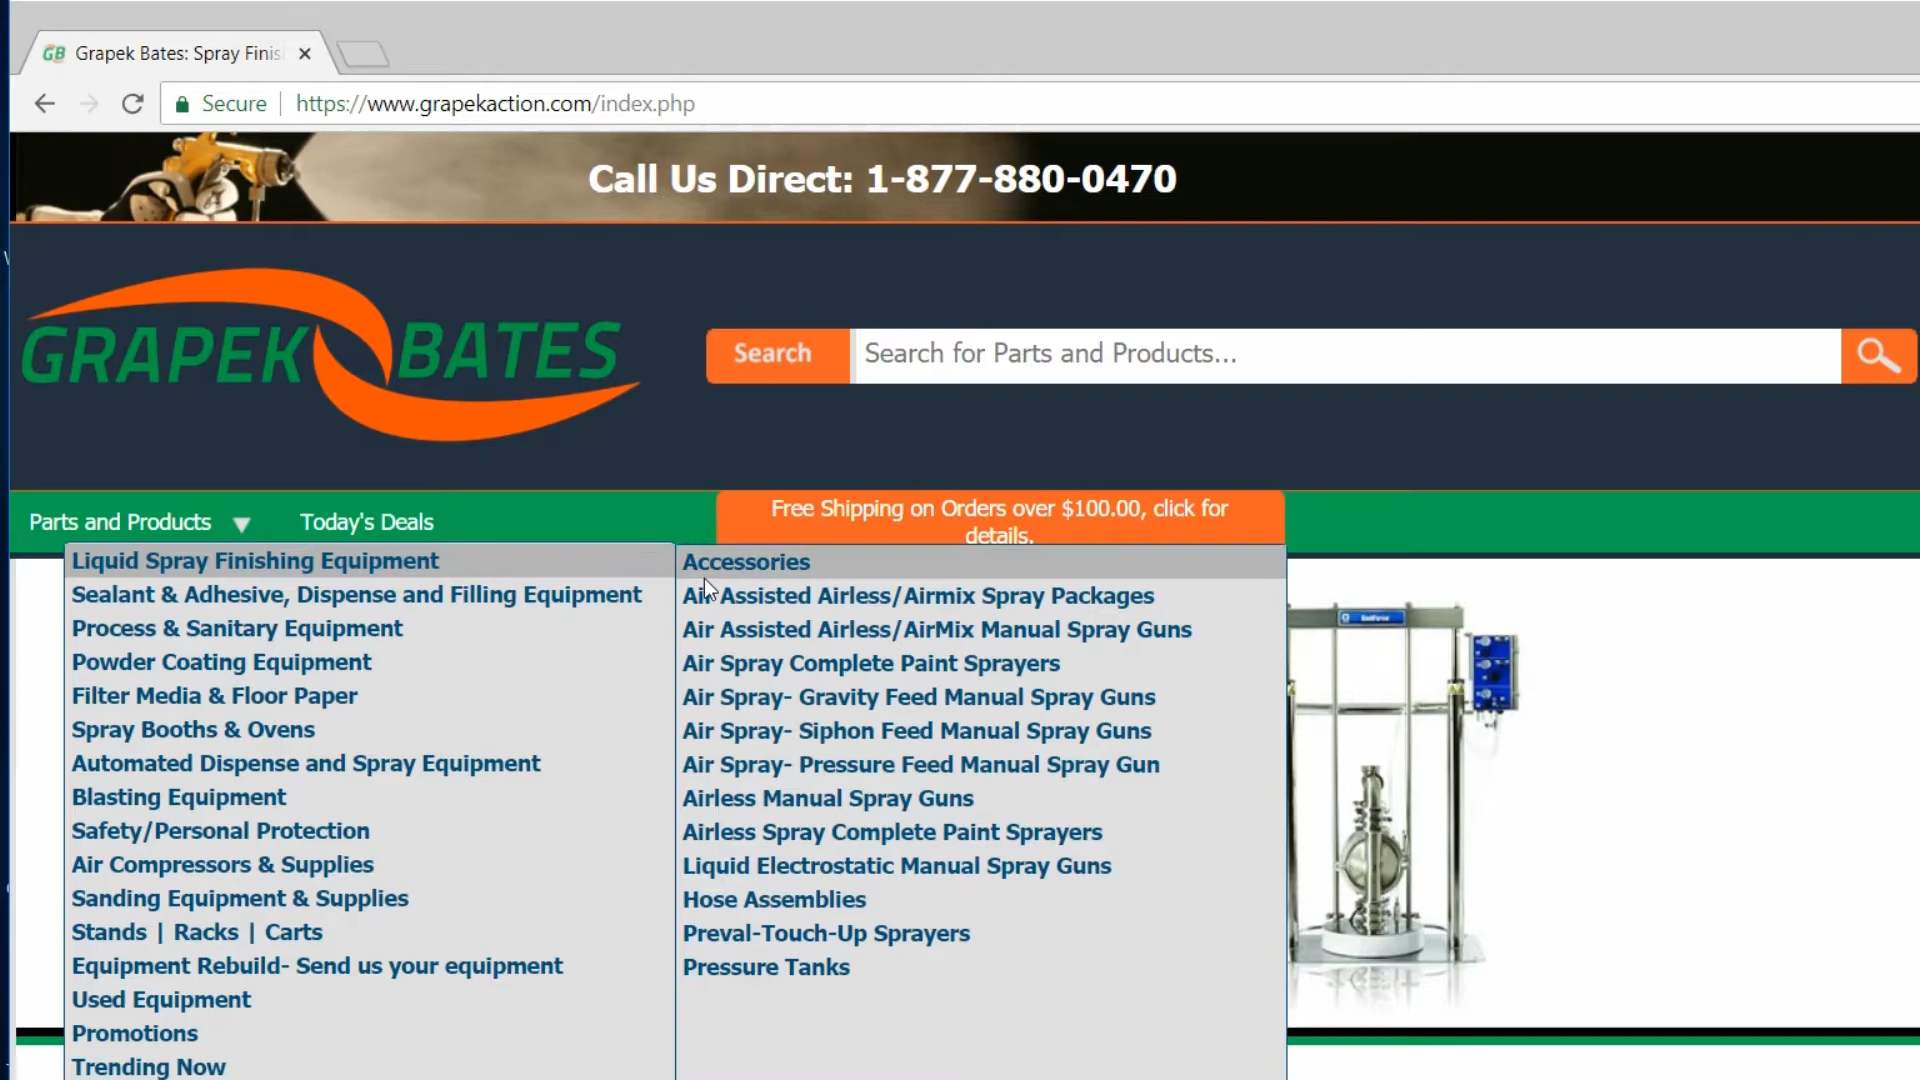 GB Grapek Bates: Spray Finis
Secure https://www.grapekaction.com/index.php
Call Us Direct: 1-877-880-0470
GRAPEK BATES
Search Search for Parts and Products...
Parts and Products Today's Deals
Free Shipping on Orders over $100.00, click for
details.
Liquid Spray Finishing Equipment
Sealant & Adhesive, Dispense and Filling Equipment
Process & Sanitary Equipment
Powder Coating Equipment
Filter Media & Floor Paper
Spray Booths & Ovens
Automated Dispense and Spray Equipment
Blasting Equipment
Safety/Personal Protection
Air Compressors & Supplies
Sanding Equipment & Supplies
Stands | Racks | Carts
Equipment Rebuild- Send us your equipment
Used Equipment
Promotions
Trending Now
Accessories
Air Assisted Airless/Airmix Spray Packages
Air Assisted Airless/AirMix Manual Spray Guns
Air Spray Complete Paint Sprayers
Air Spray- Gravity Feed Manual Spray Guns
Air Spray- Siphon Feed Manual Spray Guns
Air Spray- Pressure Feed Manual Spray Gun
Airless Manual Spray Guns
Airless Spray Complete Paint Sprayers
Liquid Electrostatic Manual Spray Guns
Hose Assemblies
Preval-Touch-Up Sprayers
Pressure Tanks